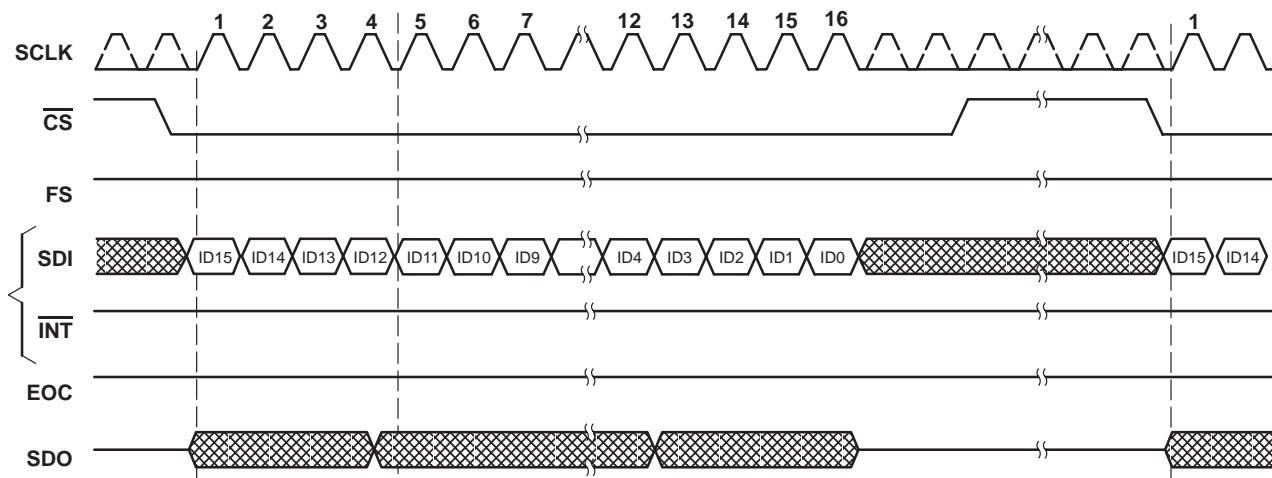 1 2 3 4 5 6 7 12 13 14 15 16 1
SCLK
CS
FS
SDI ID15 ID14 ID13 ID12 ID11 ID10 ID9 ID4 ID3 ID2 ID1 ID0 ID15 ID14
INT
EOC
SDO